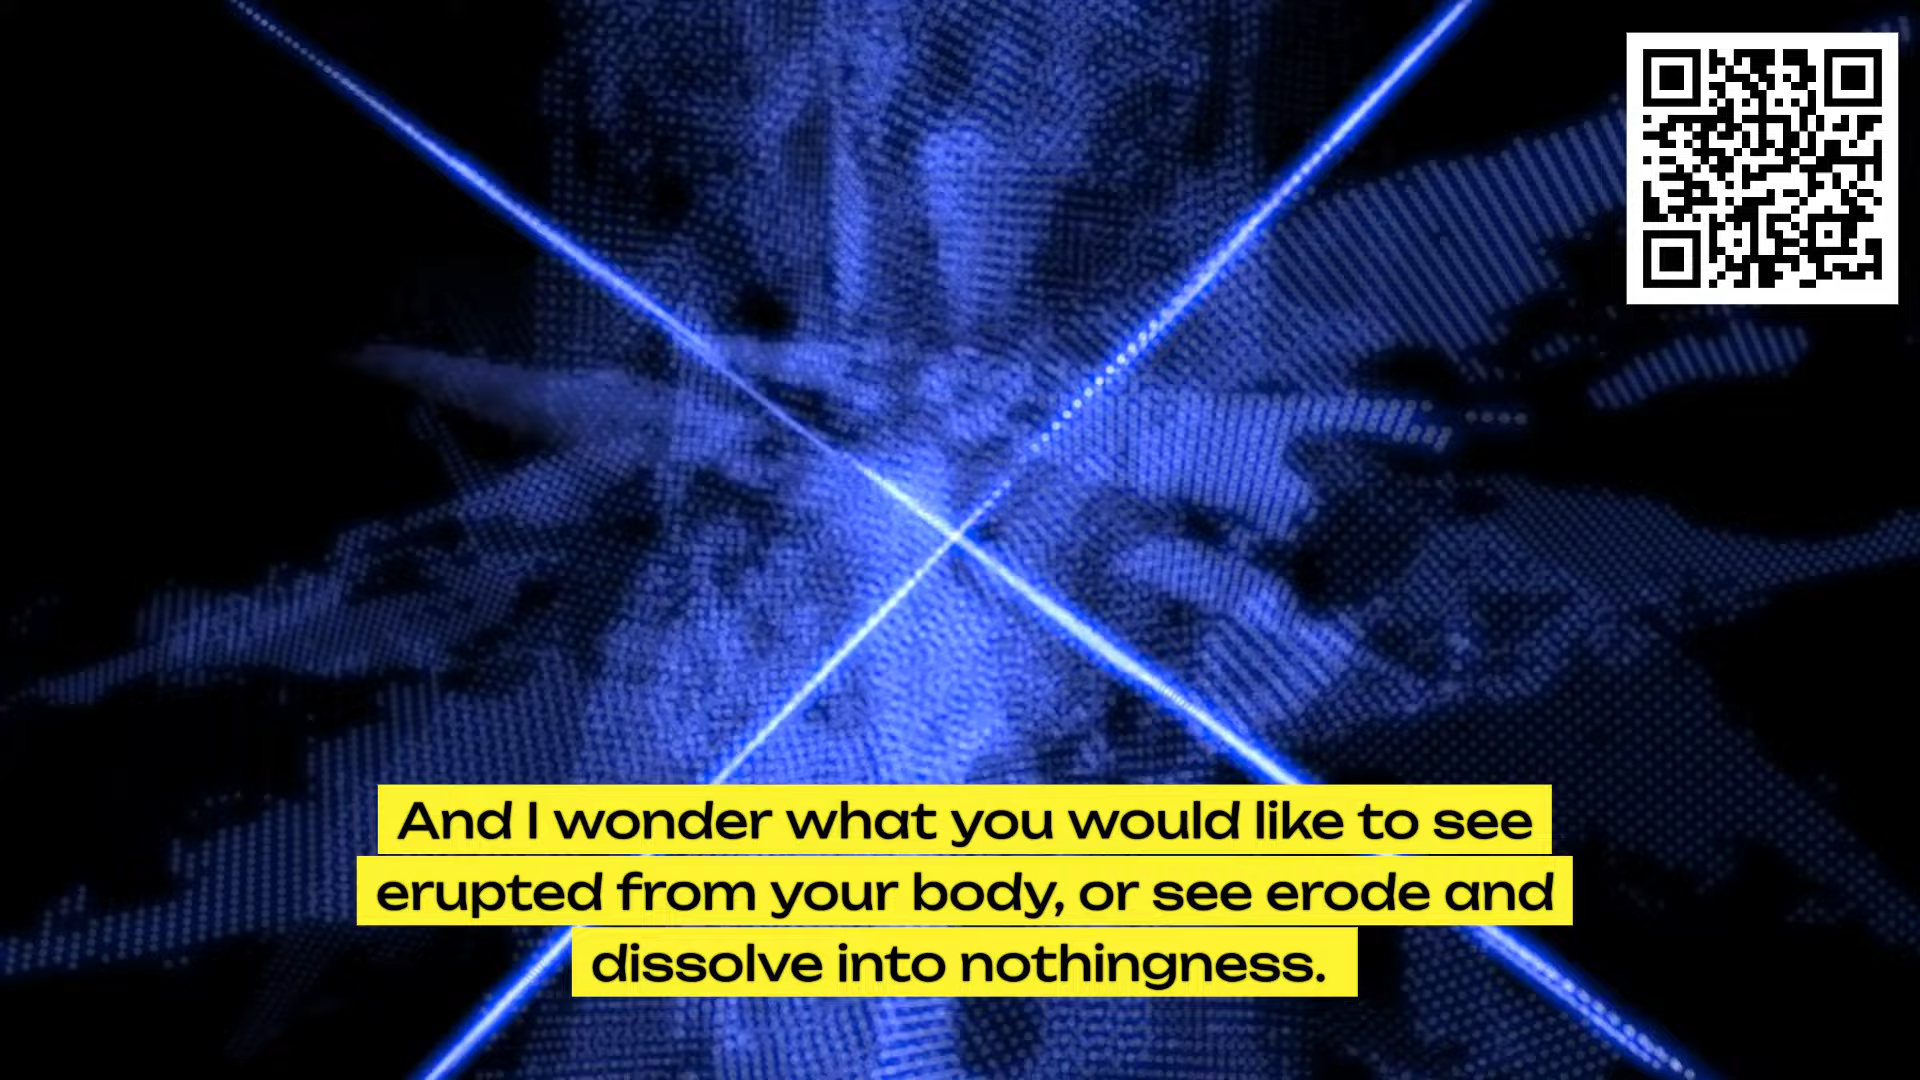 And I wonder what you would like to see
erupted from your body, or see erode and
dissolve into nothingness.